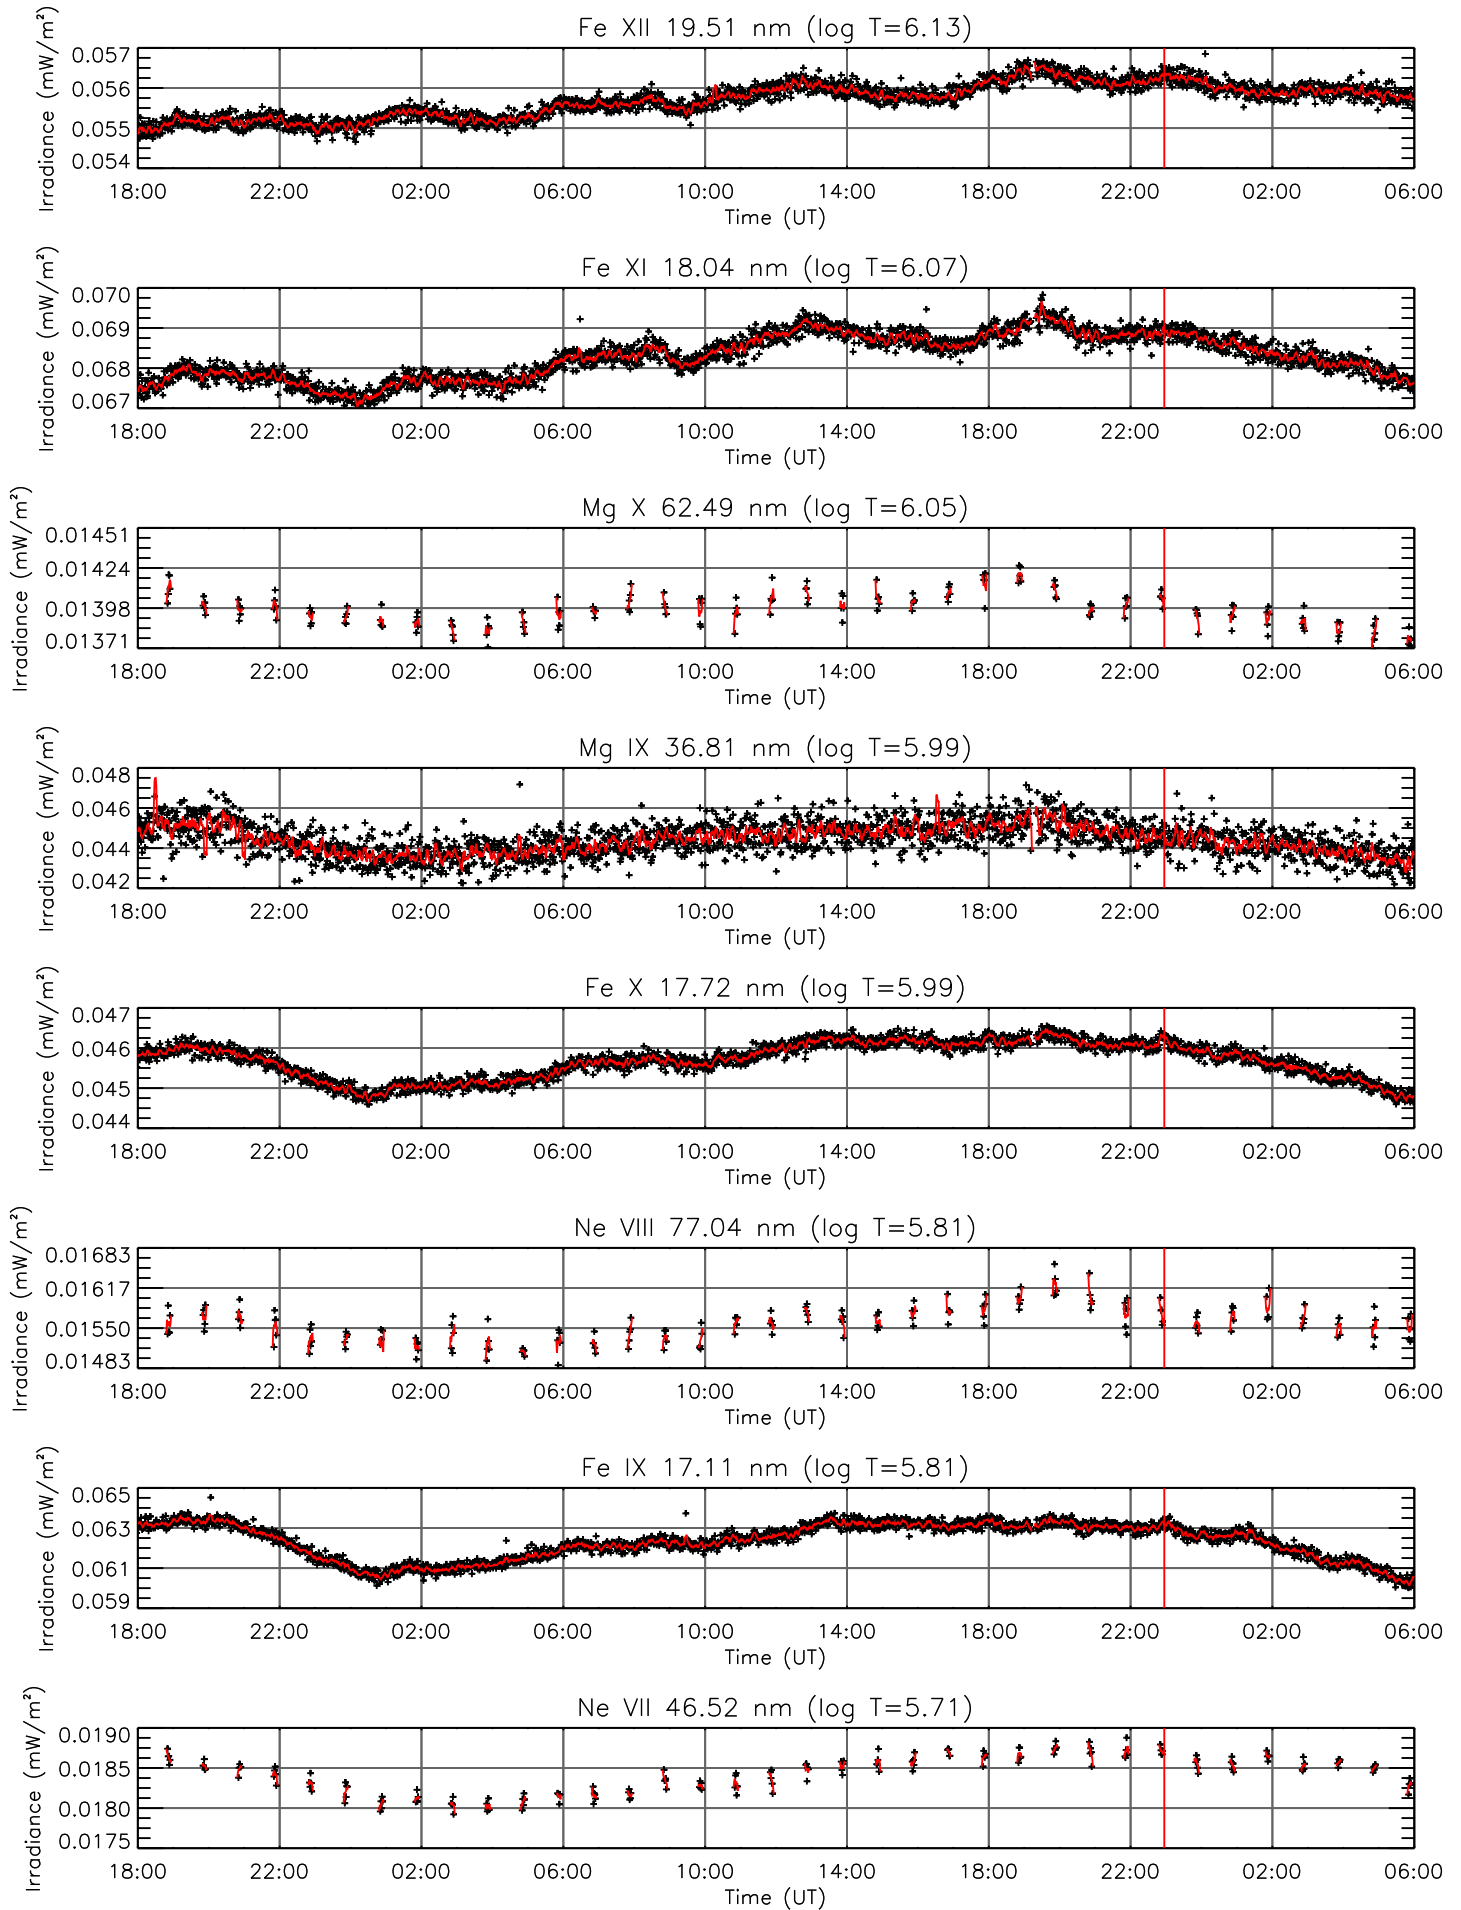 Fe XII 19.51 nm (log T=6.13)
Irradiance (mW/m²)
0.057
0.056
0.055
0.054
18:00 22:00 02:00 06:00 10:00 14:00 18:00 22:00 02:00 06:00
Time (UT)
Fe XI 18.04 nm (log T=6.07)
Irradiance (mW/m²)
0.070
0.069
0.068
0.067
18:00 22:00 02:00 06:00 10:00 14:00 18:00 22:00 02:00 06:00
Time (UT)
Mg X 62.49 nm (log T=6.05)
Irradiance (mW/m²)
0.01451
0.01424
0.01398
0.01371
18:00 22:00 02:00 06:00 10:00 14:00 18:00 22:00 02:00 06:00
Time (UT)
Mg IX 36.81 nm (log T=5.99)
Irradiance (mW/m²)
0.048
0.046
0.044
0.042
18:00 22:00 02:00 06:00 10:00 14:00 18:00 22:00 02:00 06:00
Time (UT)
Fe X 17.72 nm (log T=5.99)
Irradiance (mW/m²)
0.047
0.046
0.045
0.044
18:00 22:00 02:00 06:00 10:00 14:00 18:00 22:00 02:00 06:00
Time (UT)
Ne VIII 77.04 nm (log T=5.81)
Irradiance (mW/m²)
0.01683
0.01617
0.01550
0.01483
18:00 22:00 02:00 06:00 10:00 14:00 18:00 22:00 02:00 06:00
Time (UT)
Fe IX 17.11 nm (log T=5.81)
Irradiance (mW/m²)
0.065
0.063
0.061
0.059
18:00 22:00 02:00 06:00 10:00 14:00 18:00 22:00 02:00 06:00
Time (UT)
Ne VII 46.52 nm (log T=5.71)
Irradiance (mW/m²)
0.0190
0.0185
0.0180
0.0175
18:00 22:00 02:00 06:00 10:00 14:00 18:00 22:00 02:00 06:00
Time (UT)